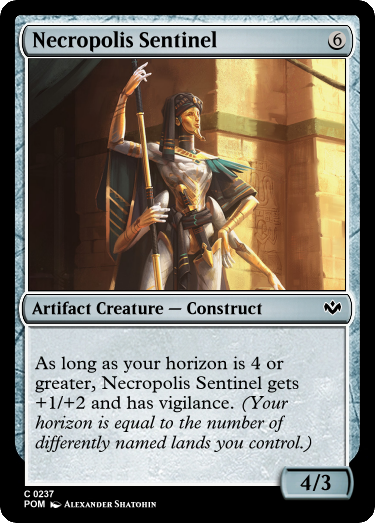 Necropolis Sentinel 6
Artifact Creature — Construct
As long as your horizon is 4 or
greater, Necropolis Sentinel gets
+1/+2 and has vigilance. (Your
horizon is equal to the number of
differently named lands you control.)
4/3
C 0237
POM Alexander Shatohin